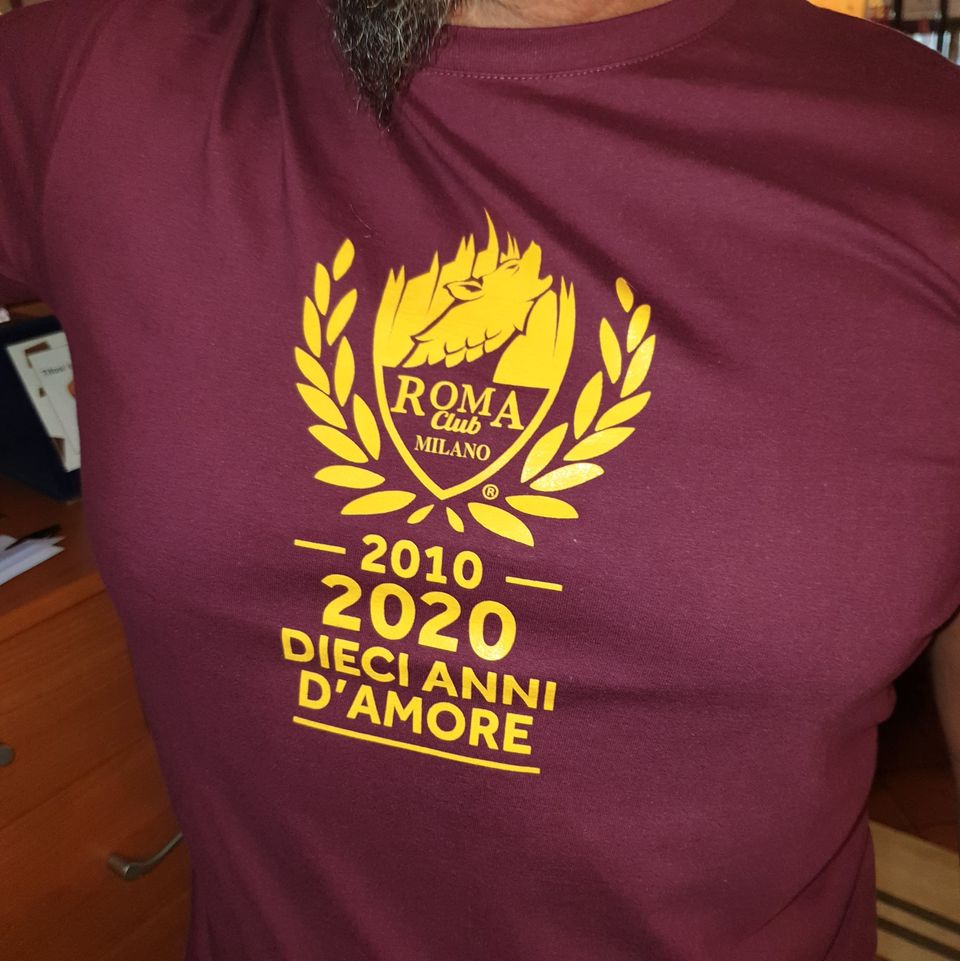 ROMA
Club
MILANO
®
2010
2020
DIECI ANNI
D'AMORE